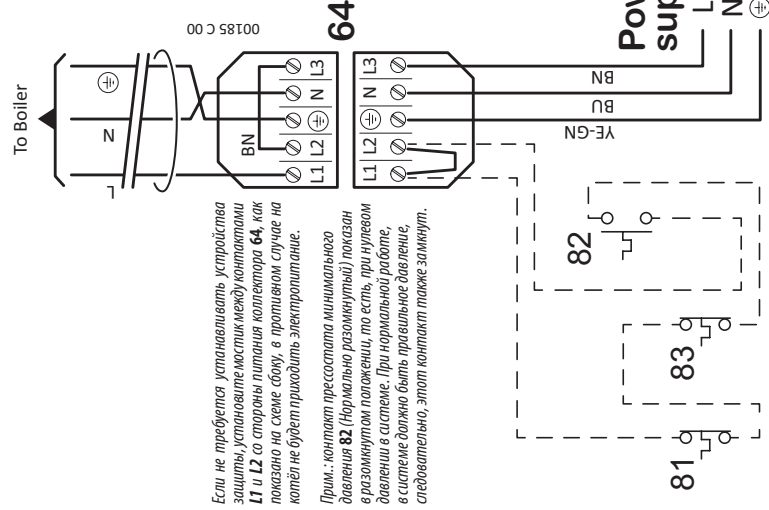 To Boiler
L
N
00185 C 00
BN
L1
L2
N
L3
64
L1
L2
N
L3
Если не требуется устанавливать устройства
защиты, установите мостик между контактами
L1 и L2 со стороны питания коллектора 64, как
показано на схеме сбоку, в противном случае на
котёл не будет приходить электропитание.
Прим.: контакт прессостата минимального
давления 82 (Нормально разомкнутый) показан
в разомкнутом положении, то есть, при нулевом
давлении в системе. При нормальной работе,
в системе должно быть правильное давление,
следовательно, этот контакт также замкнут.
YE-GN
BU
BN
Pow
sup
L
N
81
83
82